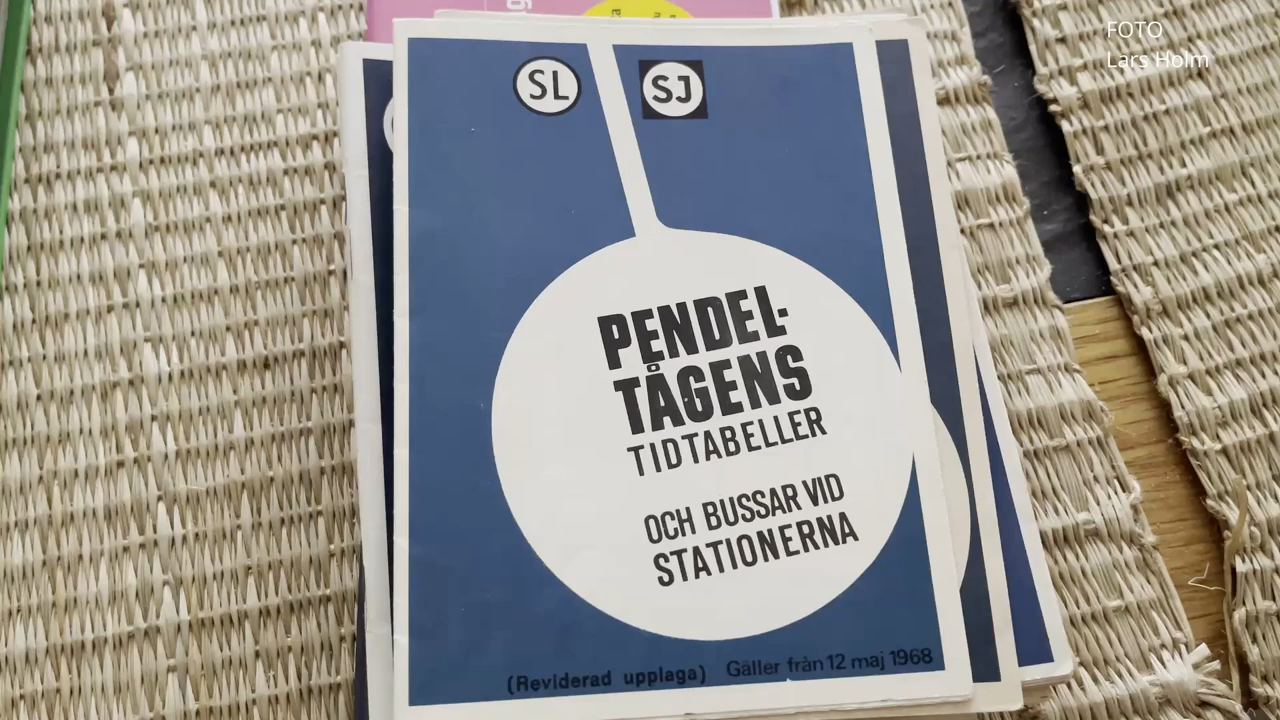 FOTO
Lars Holm
SL
SJ
PENDEL-
TÅGENS
TIDTABELLER
OCH BUSSAR VID
STATIONERNA
(Reviderad upplaga) Gäller från 12 maj 1968